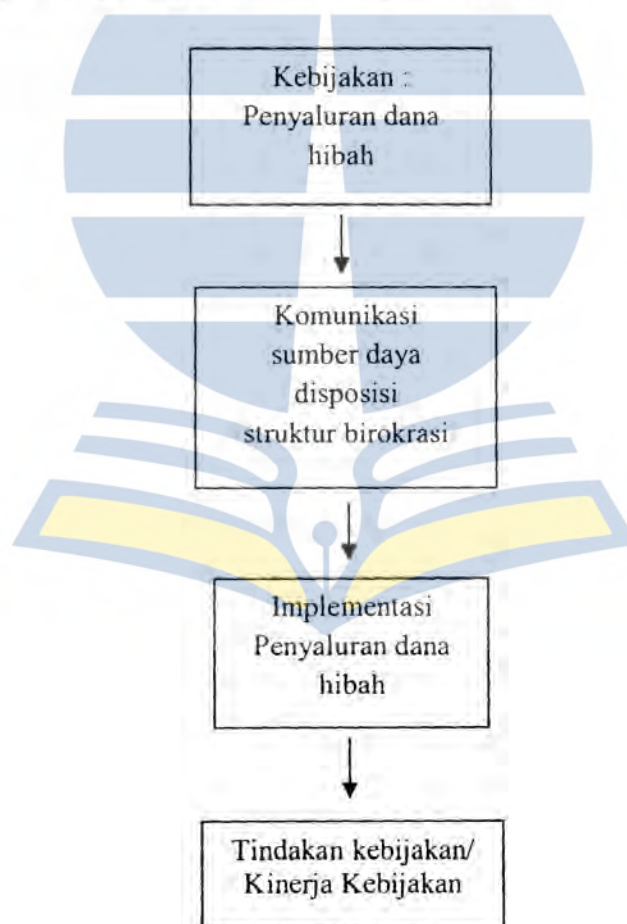 Kebijakan :
Penyaluran dana
hibah
Komunikasi
sumber daya
disposisi
struktur birokrasi
Implementasi
Penyaluran dana
hibah
Tindakan kebijakan/
Kinerja Kebijakan